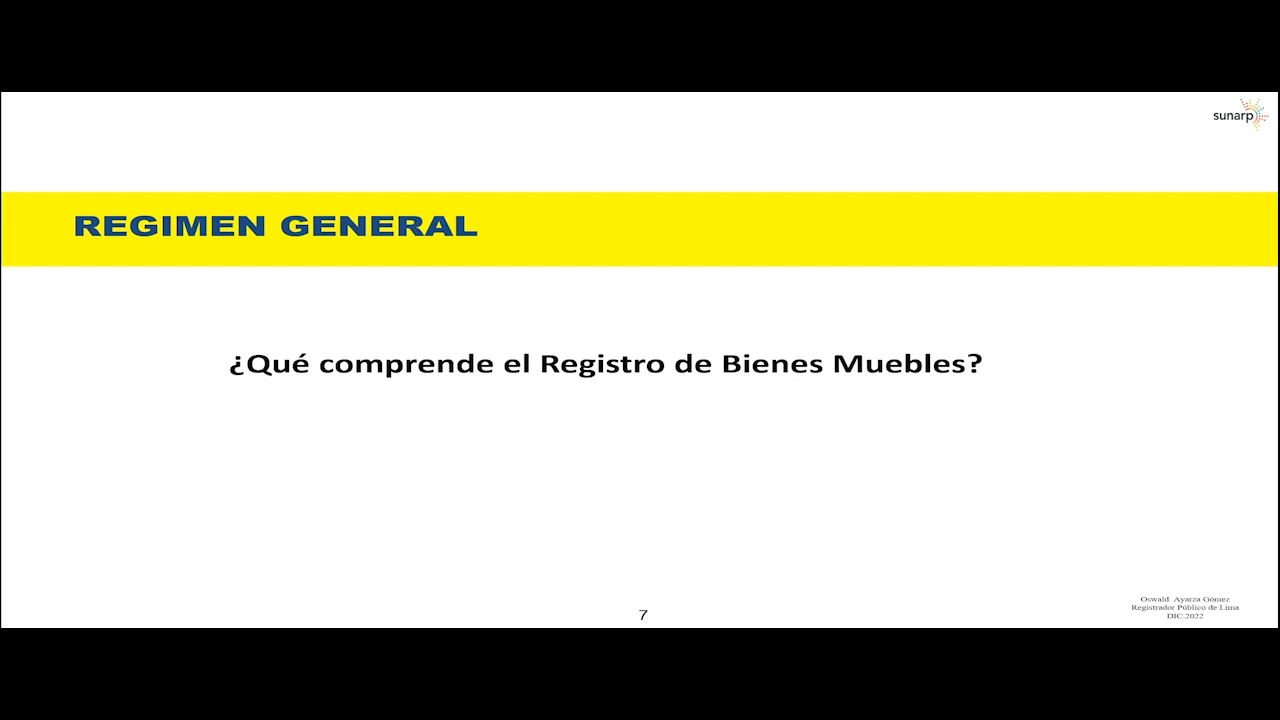 sunarp
REGIMEN GENERAL
¿Qué comprende el Registro de Bienes Muebles?
7
Oswald Ayarza Gómez
Registrador Público de Lima
DIC.2022